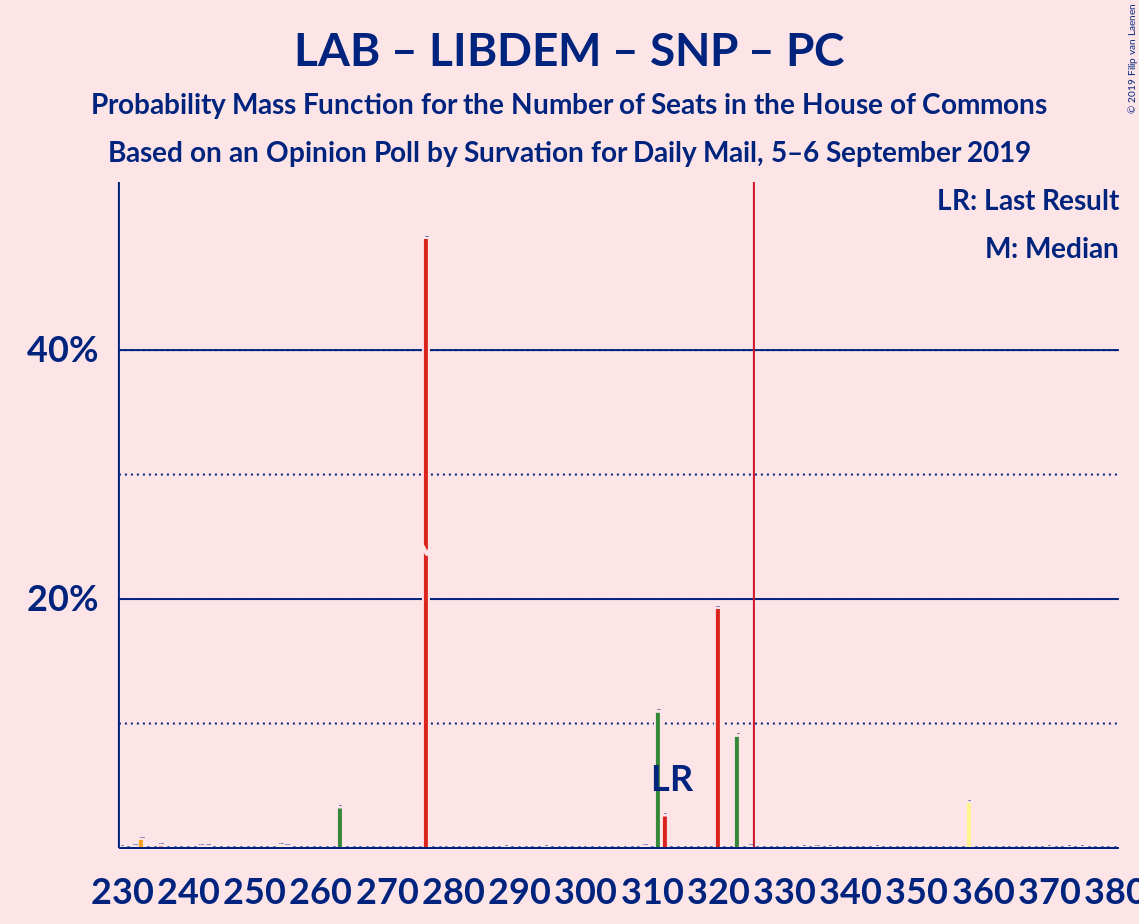 LAB – LIBDEM – SNP – PC
Probability Mass Function for the Number of Seats in the House of Commons
Based on an Opinion Poll by Survation for Daily Mail, 5–6 September 2019
© 2019 Filip van Laenen
LR: Last Result
M: Median
40%
20%
LR
230 240 250 260 270 280 290 300 310 320 330 340 350 360 370 380